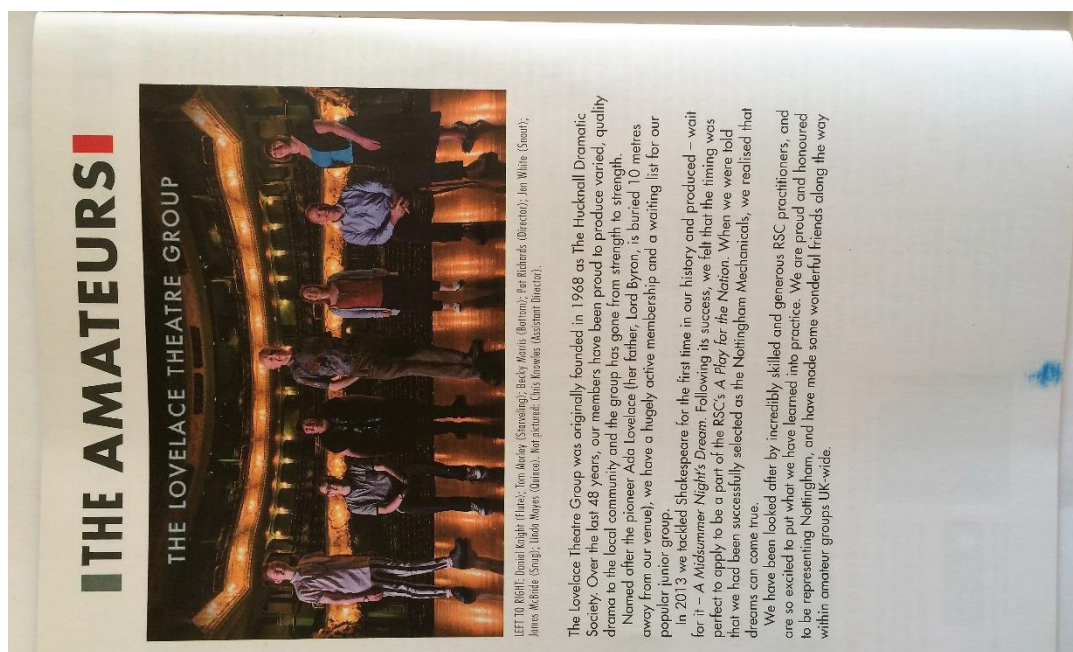 THE AMATEURS
THE LOVELACE THEATRE GROUP
LEFT TO RIGHT: Daniel Knight (Flute); Tom Morley (Starveling); Becky Morris (Bottom); Pat Richards (Director); Jen White (Snout);
James McBride (Snug); Linda Mayes (Quince). Not pictured: Chris Knowles (Assistant Director).
The Lovelace Theatre Group was originally founded in 1968 as The Hucknall Dramatic
Society. Over the last 48 years, our members have been proud to produce varied, quality
drama to the local community and the group has gone from strength to strength.
Named after the pioneer Ada Lovelace (her father, Lord Byron, is buried 10 metres
away from our venue), we have a hugely active membership and a waiting list for our
popular junior group.
In 2013 we tackled Shakespeare for the first time in our history and produced – wait
for it – A Midsummer Night's Dream. Following its success, we felt that the timing was
perfect to apply to be a part of the RSC's A Play for the Nation. When we were told
that we had been successfully selected as the Nottingham Mechanicals, we realised that
dreams can come true.
We have been looked after by incredibly skilled and generous RSC practitioners, and
are so excited to put what we have learned into practice. We are proud and honoured
to be representing Nottingham, and have made some wonderful friends along the way
within amateur groups UK-wide.